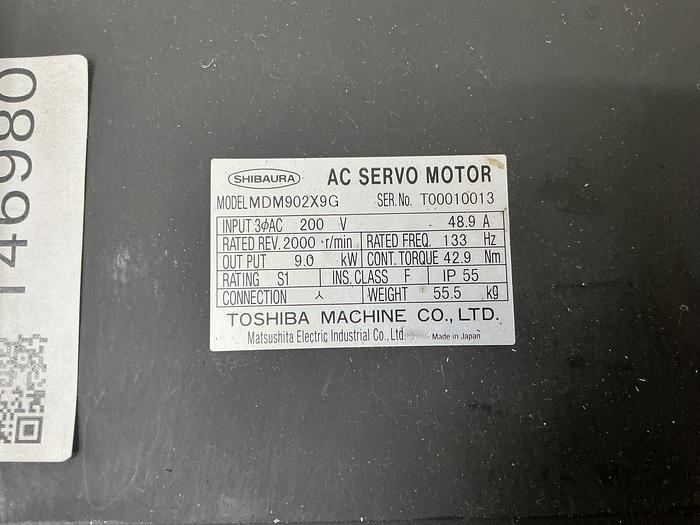 146980
SHIBAURA AC SERVO MOTOR
MODEL MDM902X9G SER. No. T00010013
INPUT 3ϕAC 200 V 48.9 A
RATED REV. 2000 r/min RATED FREQ. 133 Hz
OUT PUT 9.0 kW CONT. TORQUE 42.9 Nm
RATING S1 INS. CLASS F IP 55
CONNECTION 人 WEIGHT 55.5 kg
TOSHIBA MACHINE CO., LTD.
Matsushita Electric Industrial Co., Ltd. Made in Japan